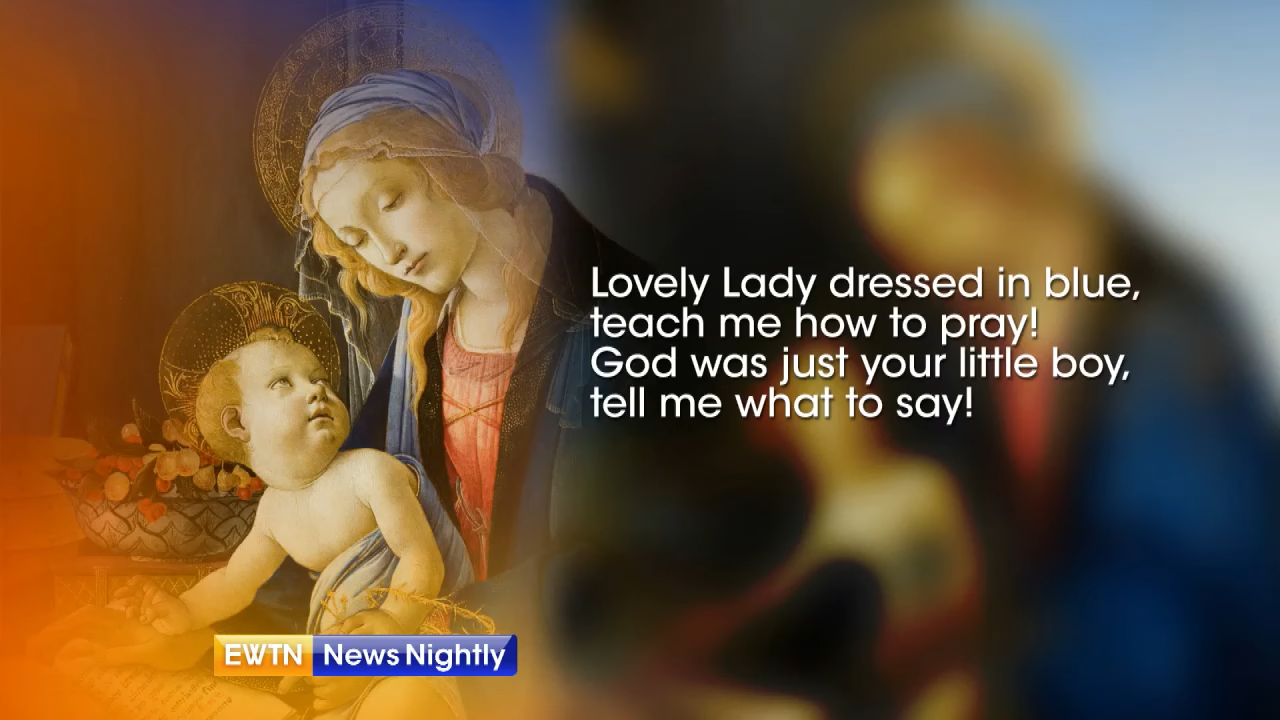 Lovely Lady dressed in blue,
teach me how to pray!
God was just your little boy,
tell me what to say!
EWTN News Nightly